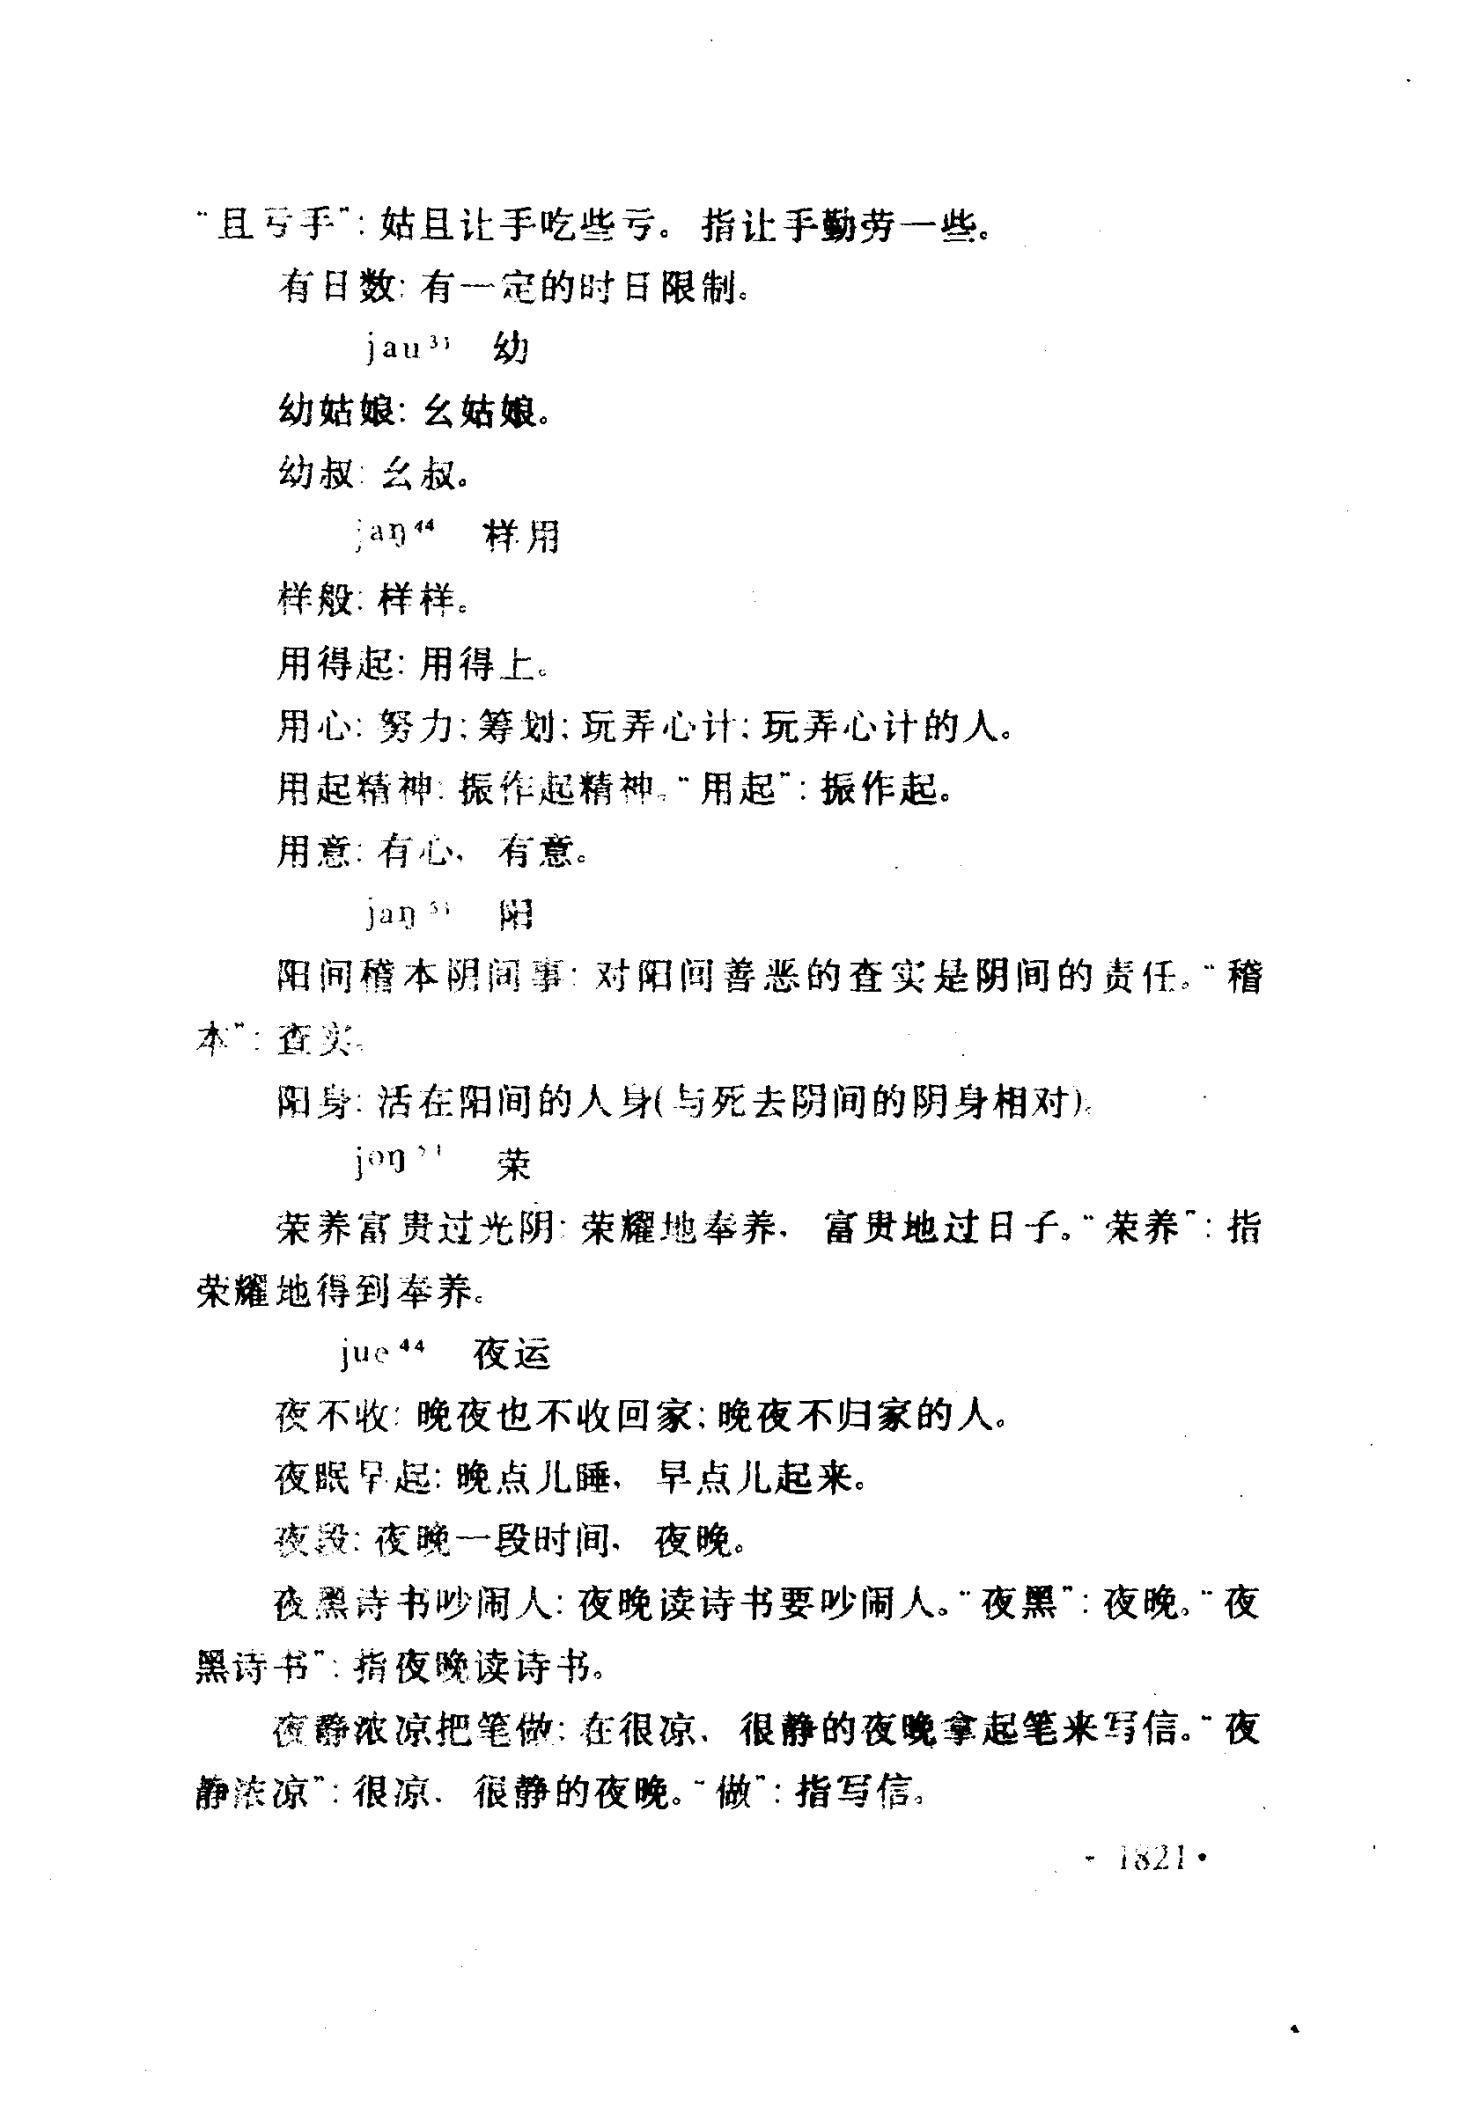 “且亏手”：姑且让手吃些亏。指让手勤劳一些。
有日数：有一定的时日限制。
jau³¹ 幼
幼姑娘：幺姑娘。
幼叔：幺叔。
jaŋ⁴⁴ 样用
样般：样样。
用得起：用得上。
用心：努力；筹划；玩弄心计；玩弄心计的人。
用起精神：振作起精神。“用起”：振作起。
用意：有心，有意。
jaŋ³¹ 阳
阳间稽本阴间事：对阳间善恶的查实是阴间的责任。“稽
本”：查实。
阳身：活在阳间的人身（与死去阴间的阴身相对）。
joŋ³¹ 荣
荣养富贵过光阴：荣耀地奉养，富贵地过日子。“荣养”：指
荣耀地得到奉养。
jue⁴⁴ 夜运
夜不收：晚夜也不收回家；晚夜不归家的人。
夜眠早起：晚点儿睡，早点儿起来。
夜段：夜晚一段时间，夜晚。
夜黑诗书吵闹人：夜晚读诗书要吵闹人。“夜黑”：夜晚。“夜
黑诗书”：指夜晚读诗书。
夜静浓凉把笔做：在很凉，很静的夜晚拿起笔来写信。“夜
静浓凉”：很凉，很静的夜晚。“做”：指写信。
· 1821 ·